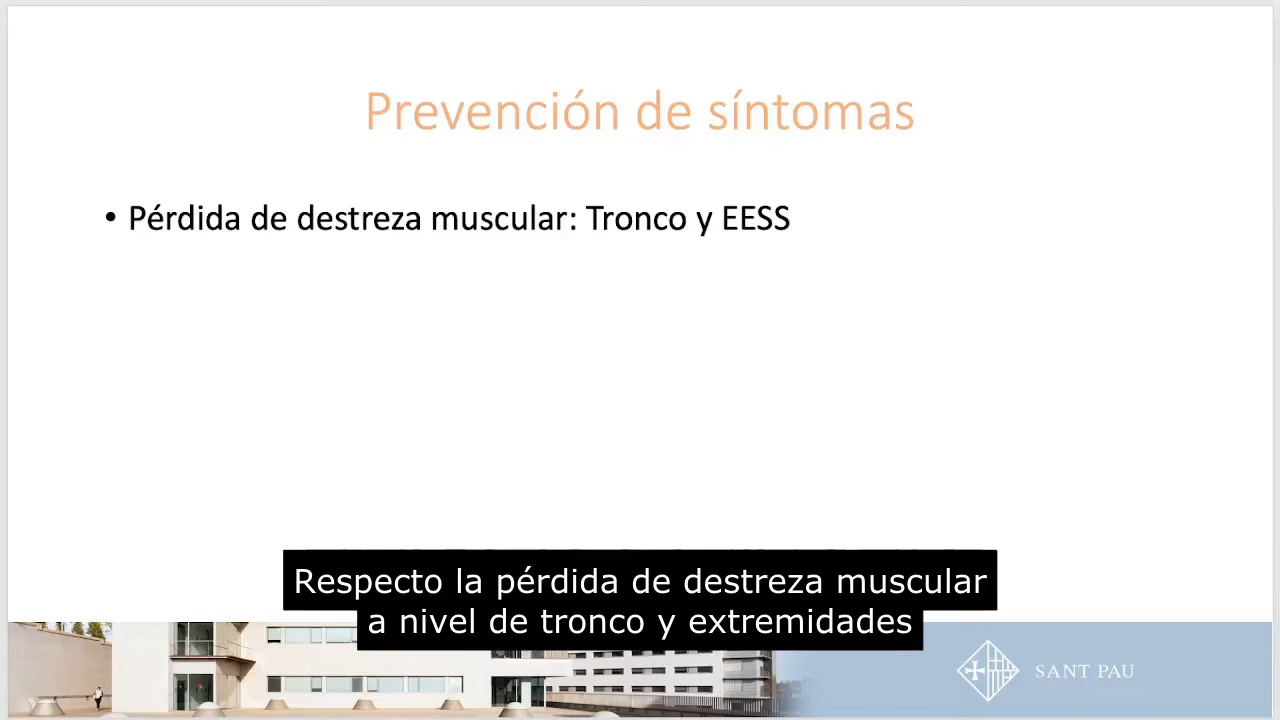 Prevención de síntomas
• Pérdida de destreza muscular: Tronco y EESS
Respecto la pérdida de destreza muscular
a nivel de tronco y extremidades
SANT PAU